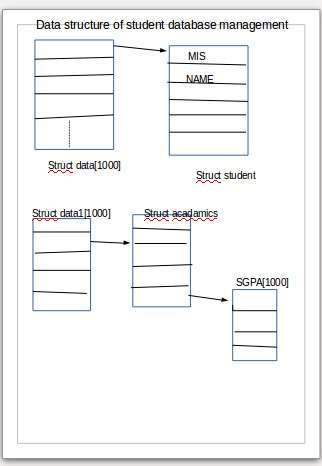 Data structure of student database management
MIS
NAME
Struct data[1000]
Struct student
Struct data1[1000]
Struct acadamics
SGPA[1000]